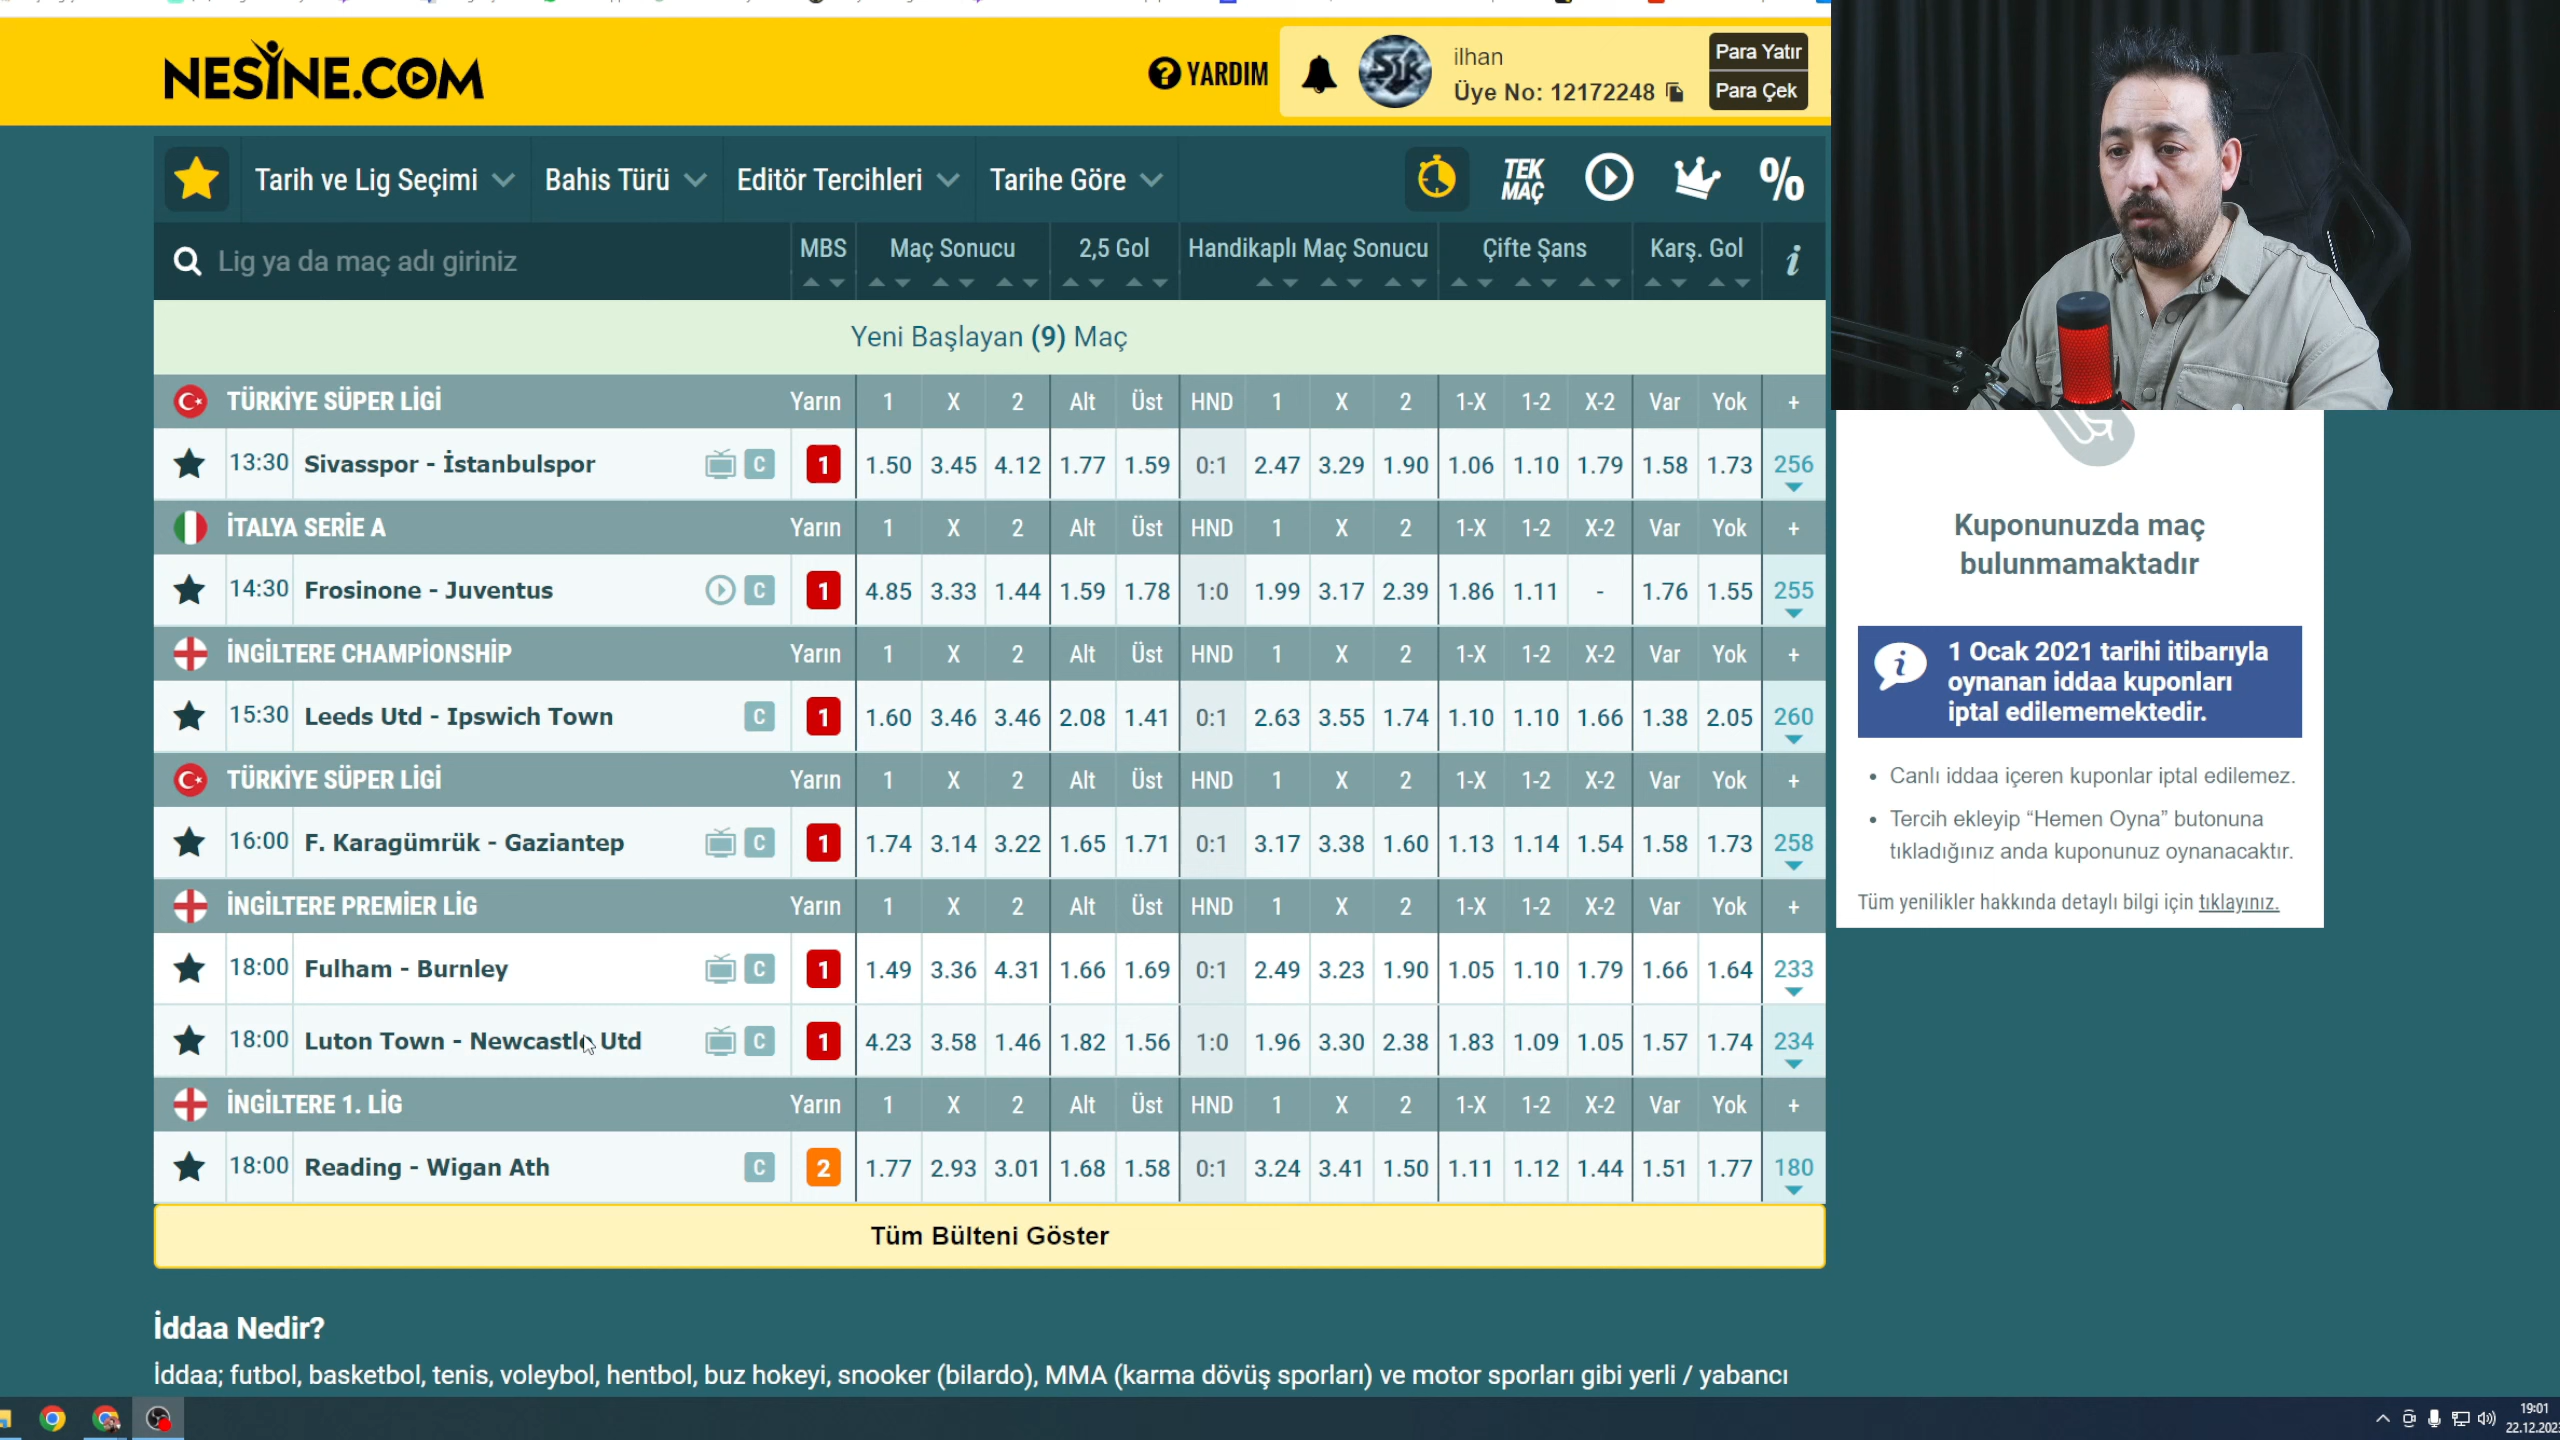 NESİNE.COM
YARDIM
ilhan
Üye No: 12172248
Para Yatır
Para Çek
Tarih ve Lig Seçimi
Bahis Türü
Editör Tercihleri
Tarihe Göre
TEK MAÇ
%
Lig ya da maç adı giriniz
MBS Maç Sonucu 2,5 Gol Handikaplı Maç Sonucu Çifte Şans Karş. Gol i
Yeni Başlayan (9) Maç
TÜRKİYE SÜPER LİGİ Yarın 1 X 2 Alt Üst HND 1 X 2 1-X 1-2 X-2 Var Yok +
13:30 Sivasspor - İstanbulspor C 1 1.50 3.45 4.12 1.77 1.59 0:1 2.47 3.29 1.90 1.06 1.10 1.79 1.58 1.73 256
İTALYA SERİE A Yarın 1 X 2 Alt Üst HND 1 X 2 1-X 1-2 X-2 Var Yok +
14:30 Frosinone - Juventus C 1 4.85 3.33 1.44 1.59 1.78 1:0 1.99 3.17 2.39 1.86 1.11 - 1.76 1.55 255
İNGİLTERE CHAMPİONSHİP Yarın 1 X 2 Alt Üst HND 1 X 2 1-X 1-2 X-2 Var Yok +
15:30 Leeds Utd - Ipswich Town C 1 1.60 3.46 3.46 2.08 1.41 0:1 2.63 3.55 1.74 1.10 1.10 1.66 1.38 2.05 260
TÜRKİYE SÜPER LİGİ Yarın 1 X 2 Alt Üst HND 1 X 2 1-X 1-2 X-2 Var Yok +
16:00 F. Karagümrük - Gaziantep C 1 1.74 3.14 3.22 1.65 1.71 0:1 3.17 3.38 1.60 1.13 1.14 1.54 1.58 1.73 258
İNGİLTERE PREMİER LİG Yarın 1 X 2 Alt Üst HND 1 X 2 1-X 1-2 X-2 Var Yok +
18:00 Fulham - Burnley C 1 1.49 3.36 4.31 1.66 1.69 0:1 2.49 3.23 1.90 1.05 1.10 1.79 1.66 1.64 233
18:00 Luton Town - Newcastle Utd C 1 4.23 3.58 1.46 1.82 1.56 1:0 1.96 3.30 2.38 1.83 1.09 1.05 1.57 1.74 234
İNGİLTERE 1. LİG Yarın 1 X 2 Alt Üst HND 1 X 2 1-X 1-2 X-2 Var Yok +
18:00 Reading - Wigan Ath C 2 1.77 2.93 3.01 1.68 1.58 0:1 3.24 3.41 1.50 1.11 1.12 1.44 1.51 1.77 180
Tüm Bülteni Göster
İddaa Nedir?
İddaa; futbol, basketbol, tenis, voleybol, hentbol, buz hokeyi, snooker (bilardo), MMA (karma dövüş sporları) ve motor sporları gibi yerli / yabancı
Kuponunuzda maç
bulunmamaktadır
1 Ocak 2021 tarihi itibarıyla
oynanan iddaa kuponları
iptal edilememektedir.
Canlı iddaa içeren kuponlar iptal edilemez.
Tercih ekleyip “Hemen Oyna” butonuna
tıkladığınız anda kuponunuz oynanacaktır.
Tüm yenilikler hakkında detaylı bilgi için tıklayınız.
19:01
22.12.202